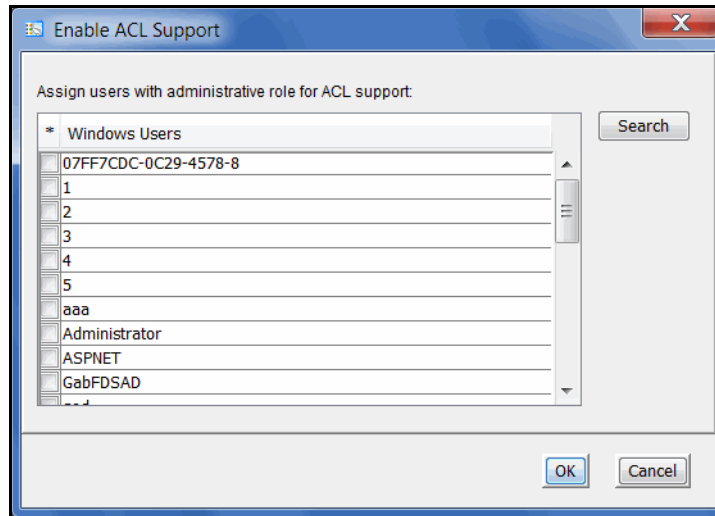 Enable ACL Support
Assign users with administrative role for ACL support:
* Windows Users
Search
07FF7CDC-0C29-4578-8
1
2
3
4
5
aaa
Administrator
ASPNET
GabFDSAD
OK Cancel